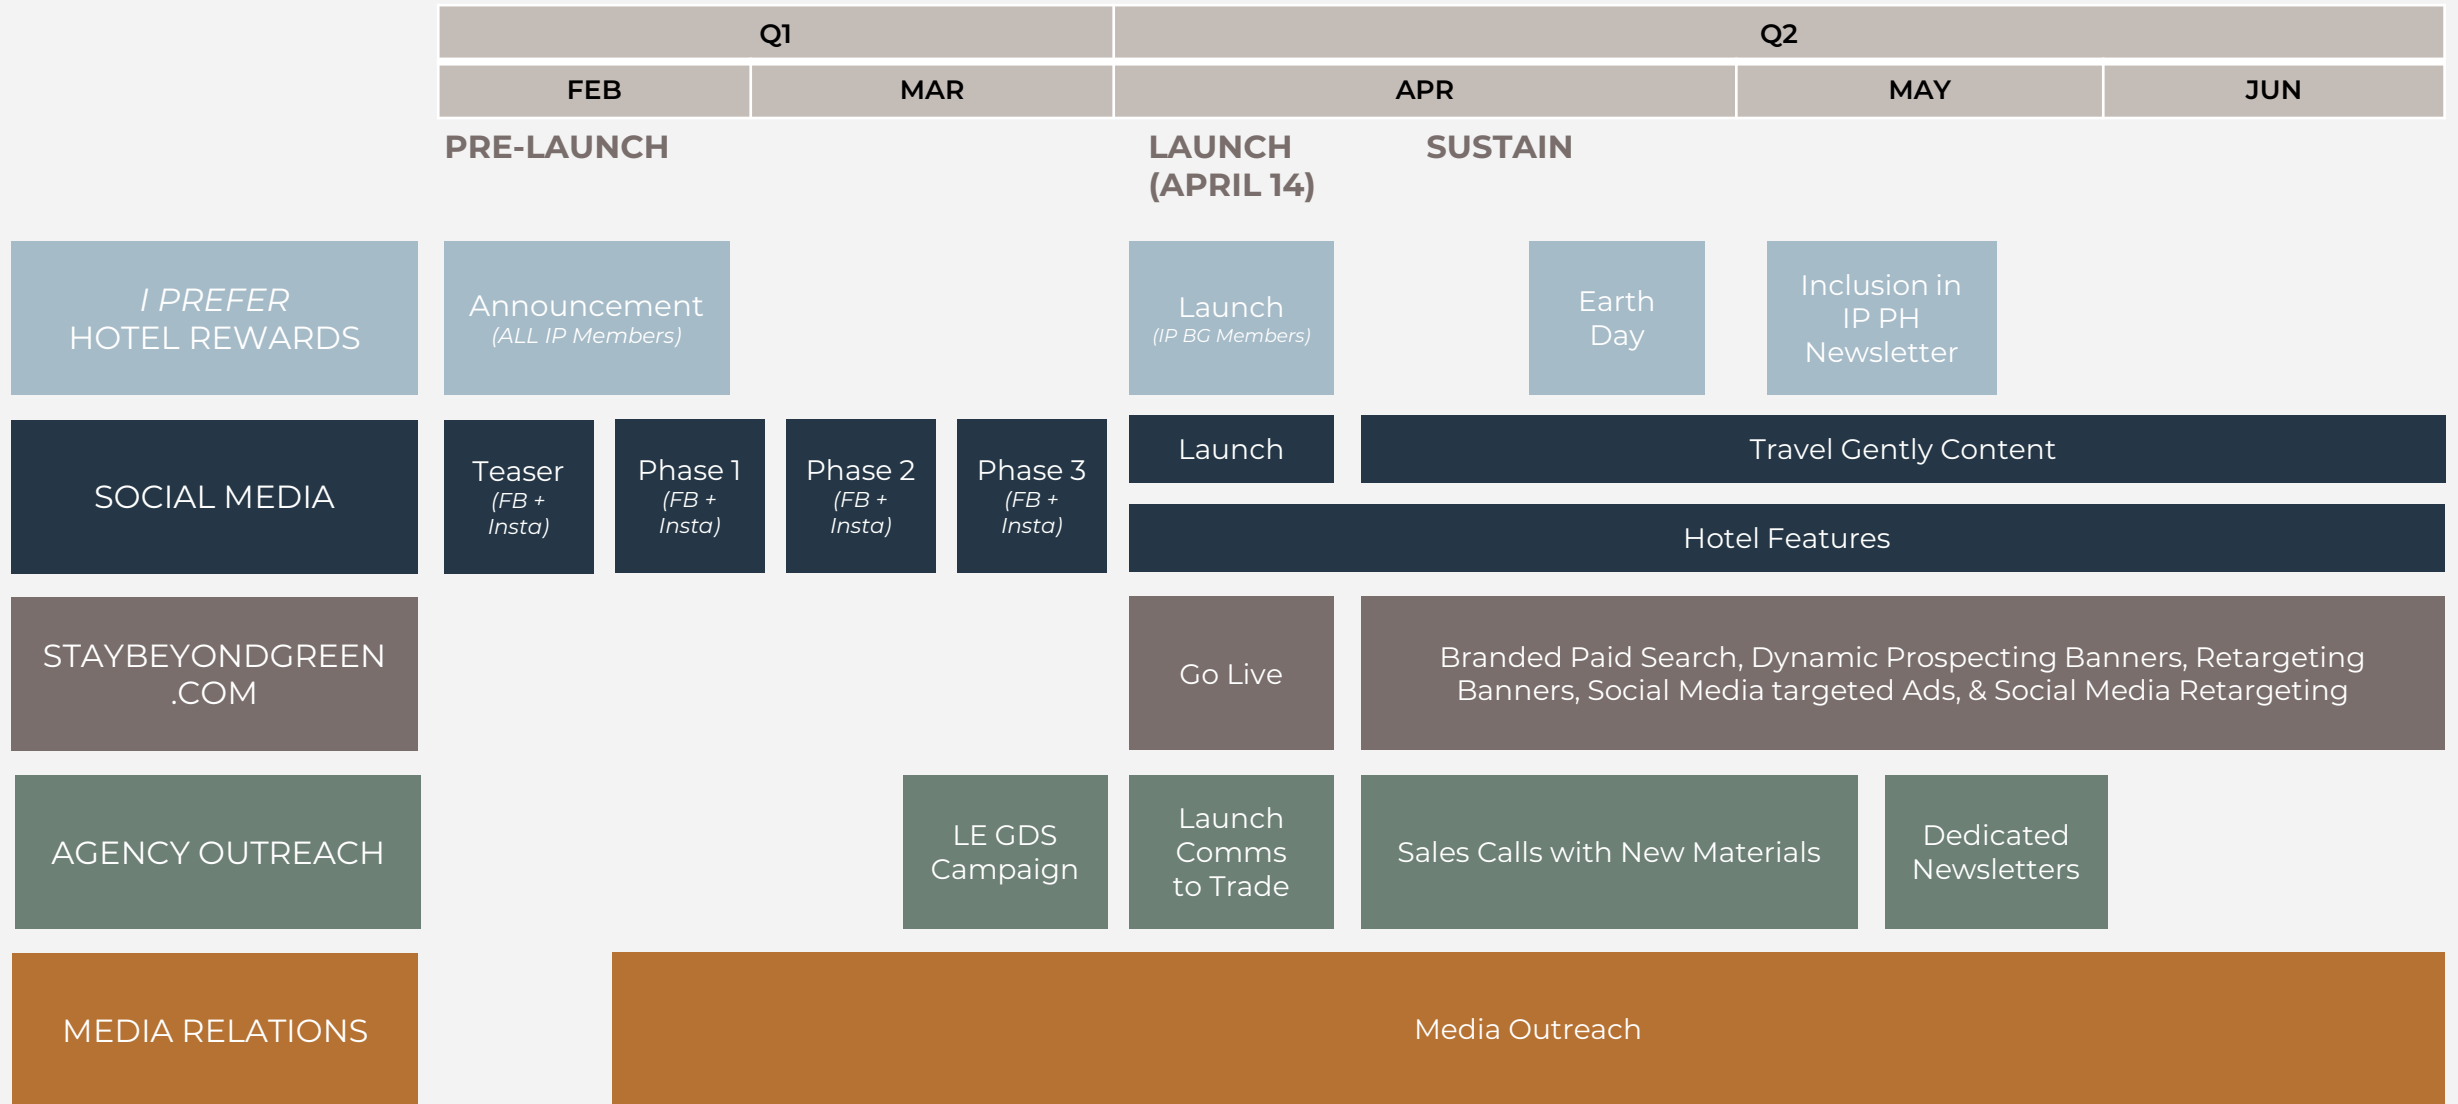 Q1
Q2
FEB
MAR
APR
MAY
JUN
PRE-LAUNCH
LAUNCH
(APRIL 14)
SUSTAIN
I PREFER
HOTEL REWARDS
Announcement
(ALL IP Members)
Launch
(IP BG Members)
Earth
Day
Inclusion in
IP PH
Newsletter
SOCIAL MEDIA
Teaser
(FB +
Insta)
Phase 1
(FB +
Insta)
Phase 2
(FB +
Insta)
Phase 3
(FB +
Insta)
Launch
Travel Gently Content
Hotel Features
STAYBEYONDGREEN
.COM
Go Live
Branded Paid Search, Dynamic Prospecting Banners, Retargeting
Banners, Social Media targeted Ads, & Social Media Retargeting
AGENCY OUTREACH
LE GDS
Campaign
Launch
Comms
to Trade
Sales Calls with New Materials
Dedicated
Newsletters
MEDIA RELATIONS
Media Outreach